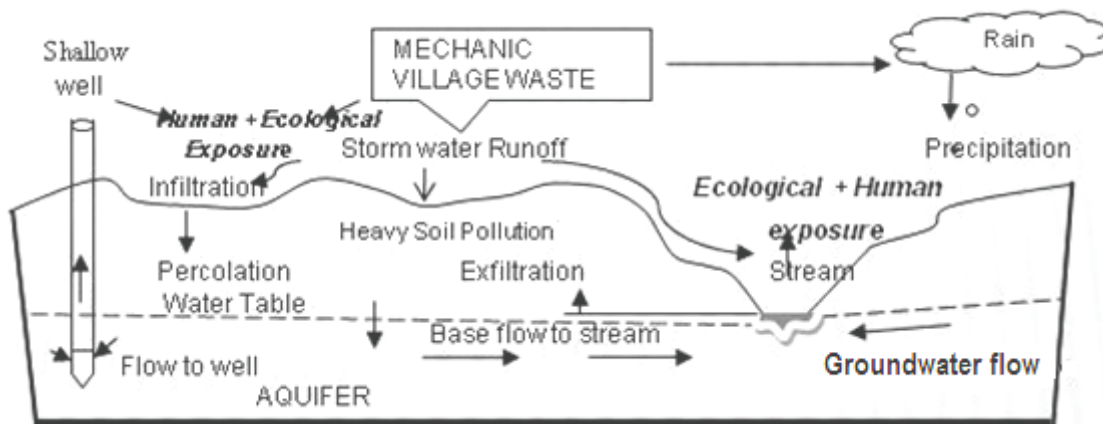 Shallow
well
MECHANIC
VILLAGE WASTE
Rain
Human + Ecological
Exposure
Storm water Runoff
Precipitation
Infiltration
Ecological + Human
exposure
Heavy Soil Pollution
Percolation
Exfiltration
Stream
Water Table
Base flow to stream
Flow to well
Groundwater flow
AQUIFER